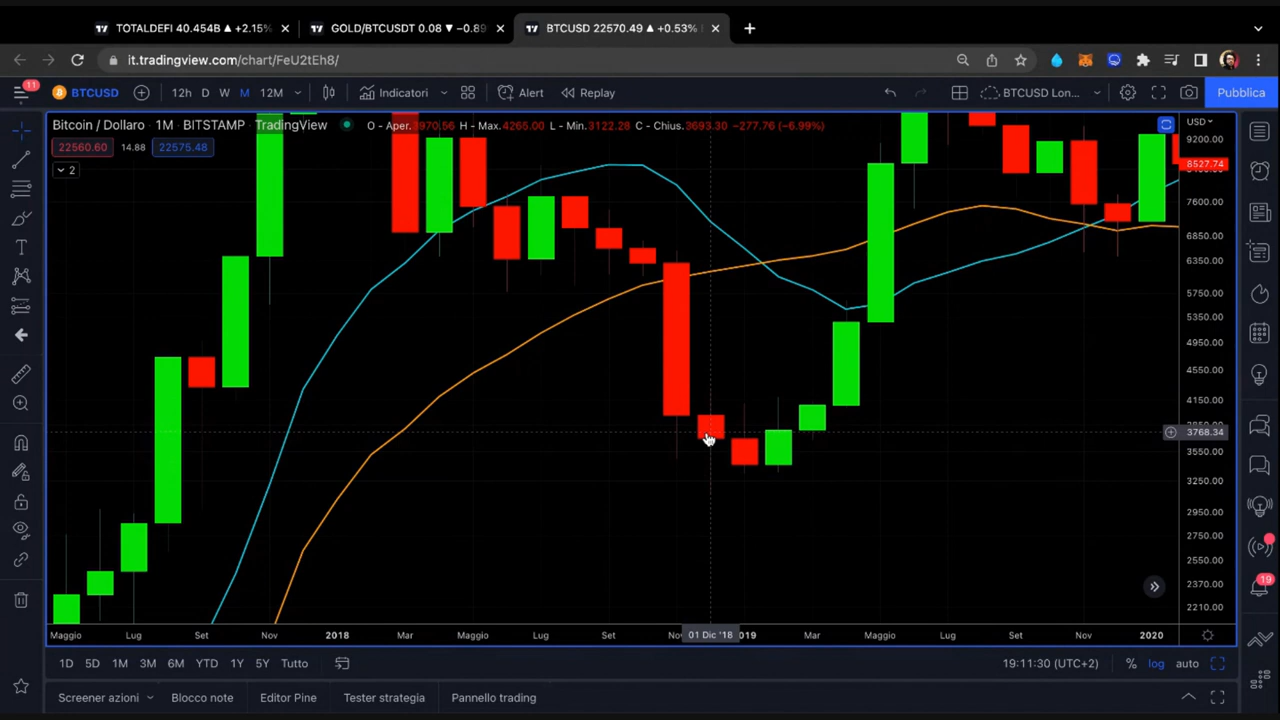 TOTALDEFI 40.454B ▲ +2.15%
GOLD/BTCUSDT 0.08 ▼ −0.89
BTCUSD 22570.49 ▲ +0.53%
it.tradingview.com/chart/FeU2tEh8/
11
BTCUSD
12h D W M 12M
Indicatori
Alert
Replay
BTCUSD Lon...
Pubblica
Bitcoin / Dollaro · 1M · BITSTAMP · TradingView
O - Aper.3970.56 H - Max.4265.00 L - Min.3122.28 C - Chius.3693.30 −277.76 (−6.99%)
USD
22560.60 14.88 22575.48
2
9200.00
8527.74
7600.00
6850.00
6350.00
5750.00
5350.00
4950.00
4550.00
4150.00
3768.34
3550.00
3250.00
2950.00
2750.00
2550.00
2370.00
2210.00
19
Maggio Lug Set Nov 2018 Mar Maggio Lug Set Nov 01 Dic '18 019 Mar Maggio Lug Set Nov 2020
1D 5D 1M 3M 6M YTD 1Y 5Y Tutto
19:11:30 (UTC+2) % log auto
Screener azioni Blocco note Editor Pine Tester strategia Pannello trading